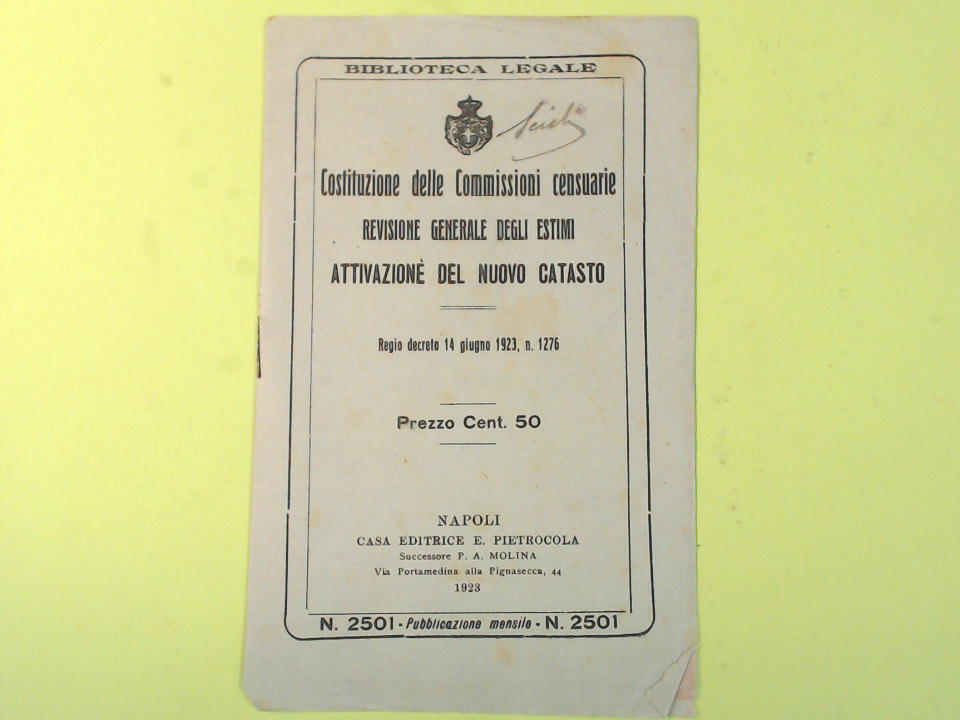 BIBLIOTECA LEGALE
Costituzione delle Commissioni censuarie
REVISIONE GENERALE DEGLI ESTIMI
ATTIVAZIONE DEL NUOVO CATASTO
Regio decreto 14 giugno 1923, n. 1276
Prezzo Cent. 50
NAPOLI
CASA EDITRICE E. PIETROCOLA
Successore P. A. MOLINA
Via Portamedina alla Pignasecca, 44
1923
N. 2501 - Pubblicazione mensile - N. 2501